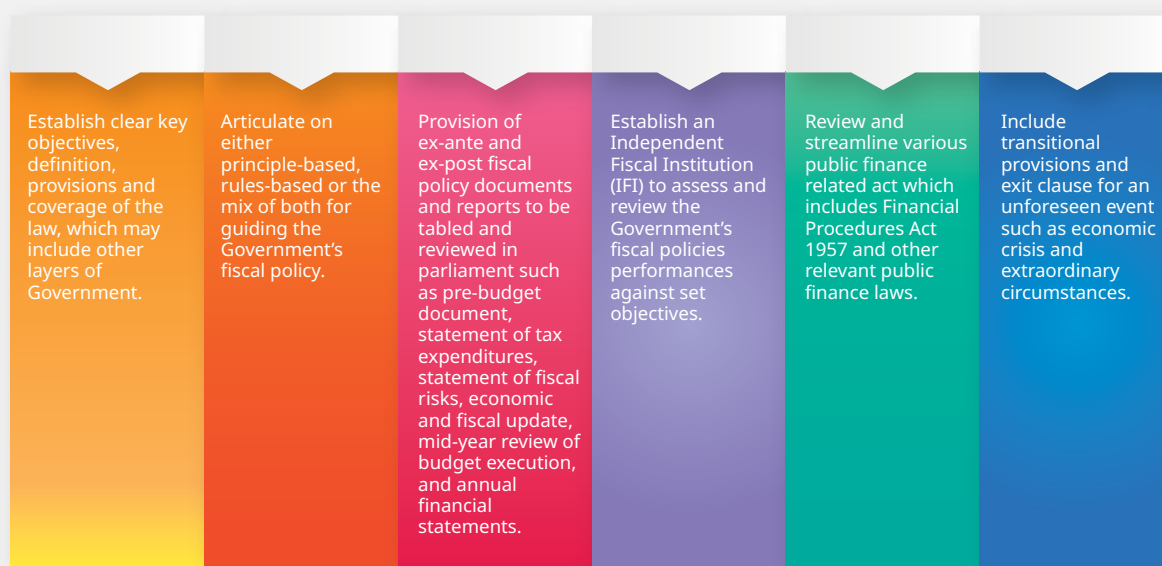 Establish clear key
objectives,
definition,
provisions and
coverage of the
law, which may
include other
layers of
Government.
Articulate on
either
principle-based,
rules-based or the
mix of both for
guiding the
Government’s
fiscal policy.
Provision of
ex-ante and
ex-post fiscal
policy documents
and reports to be
tabled and
reviewed in
parliament such
as pre-budget
document,
statement of tax
expenditures,
statement of fiscal
risks, economic
and fiscal update,
mid-year review of
budget execution,
and annual
financial
statements.
Establish an
Independent
Fiscal Institution
(IFI) to assess and
review the
Government’s
fiscal policies
performances
against set
objectives.
Review and
streamline various
public finance
related act which
includes Financial
Procedures Act
1957 and other
relevant public
finance laws.
Include
transitional
provisions and
exit clause for an
unforeseen event
such as economic
crisis and
extraordinary
circumstances.